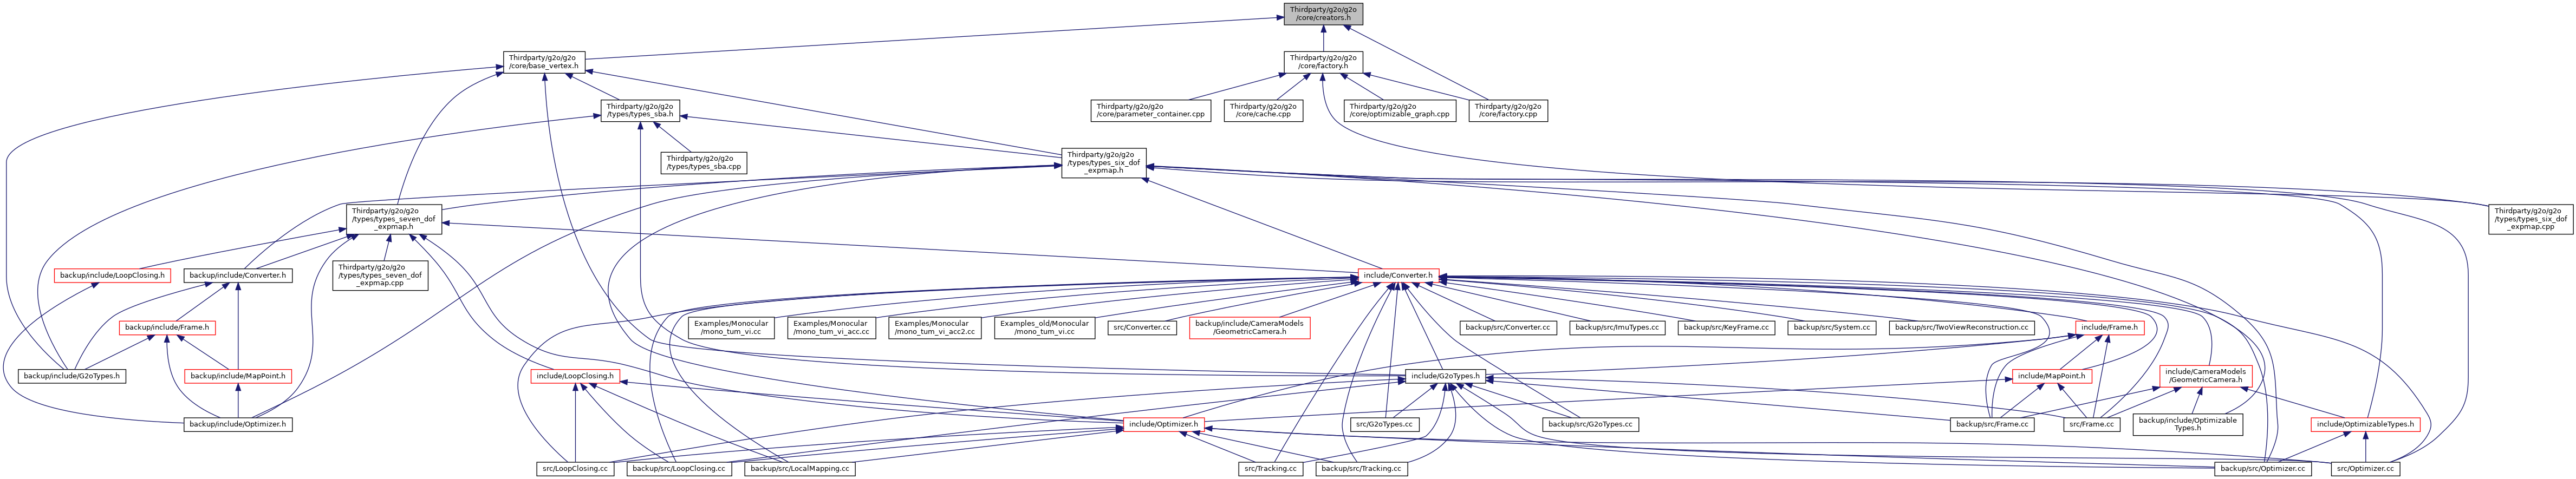 Thirdparty/g2o/g2o
/core/creators.h
Thirdparty/g2o/g2o
/core/base_vertex.h
Thirdparty/g2o/g2o
/core/factory.h
Thirdparty/g2o/g2o
/types/types_sba.h
Thirdparty/g2o/g2o
/core/parameter_container.cpp
Thirdparty/g2o/g2o
/core/cache.cpp
Thirdparty/g2o/g2o
/core/optimizable_graph.cpp
Thirdparty/g2o/g2o
/core/factory.cpp
Thirdparty/g2o/g2o
/types/types_sba.cpp
Thirdparty/g2o/g2o
/types/types_six_dof
_expmap.h
Thirdparty/g2o/g2o
/types/types_seven_dof
_expmap.h
Thirdparty/g2o/g2o
/types/types_six_dof
_expmap.cpp
backup/include/LoopClosing.h
backup/include/Converter.h
Thirdparty/g2o/g2o
/types/types_seven_dof
_expmap.cpp
include/Converter.h
backup/include/Frame.h
Examples/Monocular
/mono_tum_vi.cc
Examples/Monocular
/mono_tum_vi_acc.cc
Examples/Monocular
/mono_tum_vi_acc2.cc
Examples_old/Monocular
/mono_tum_vi.cc
src/Converter.cc
backup/include/CameraModels
/GeometricCamera.h
backup/src/Converter.cc
backup/src/ImuTypes.cc
backup/src/KeyFrame.cc
backup/src/System.cc
backup/src/TwoViewReconstruction.cc
include/Frame.h
backup/include/G2oTypes.h
backup/include/MapPoint.h
include/LoopClosing.h
include/G2oTypes.h
include/MapPoint.h
include/CameraModels
/GeometricCamera.h
backup/include/Optimizer.h
include/Optimizer.h
src/G2oTypes.cc
backup/src/G2oTypes.cc
backup/src/Frame.cc
src/Frame.cc
backup/include/Optimizable
Types.h
include/OptimizableTypes.h
src/LoopClosing.cc
backup/src/LoopClosing.cc
backup/src/LocalMapping.cc
src/Tracking.cc
backup/src/Tracking.cc
backup/src/Optimizer.cc
src/Optimizer.cc